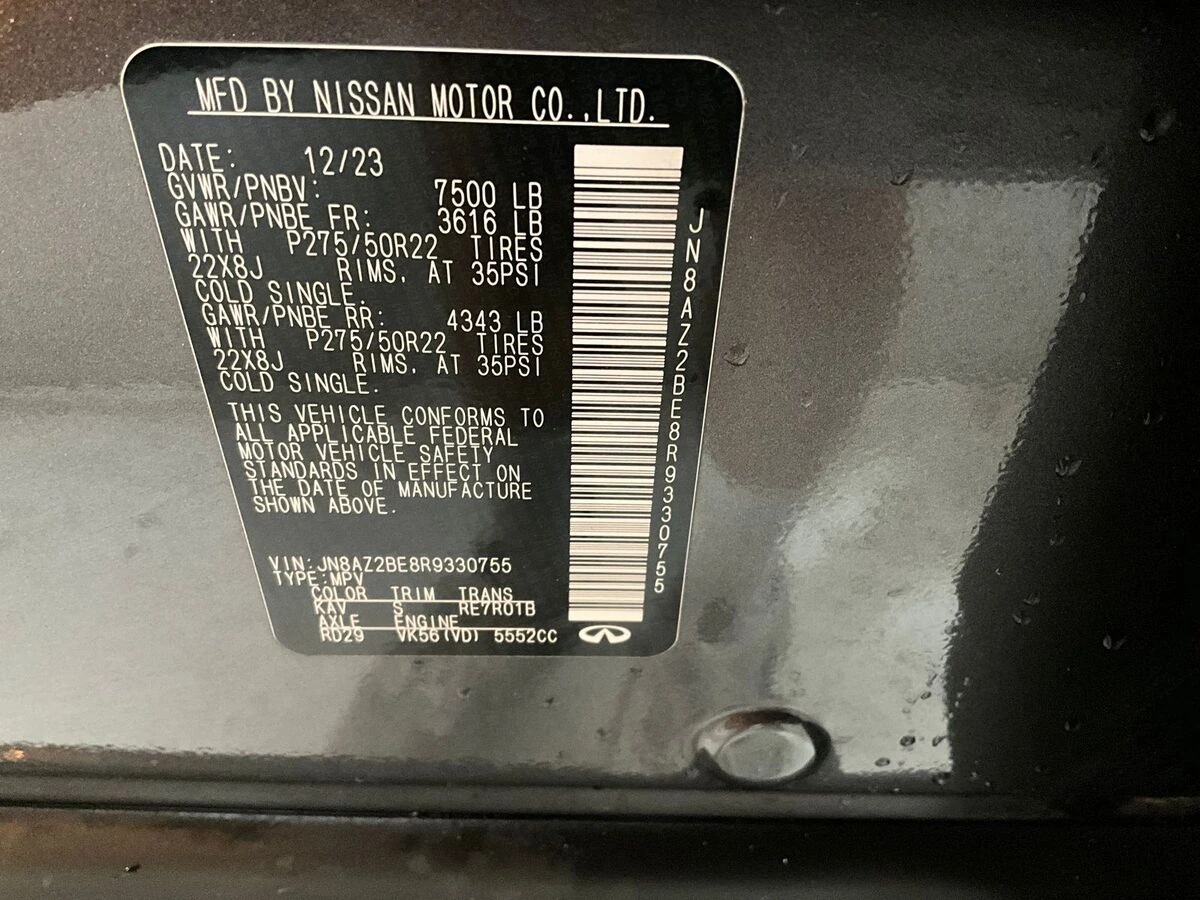 MFD BY NISSAN MOTOR CO.,LTD.
DATE: 12/23
GVWR/PNBV: 7500 LB
GAWR/PNBE FR: 3616 LB
WITH P275/50R22 TIRES
22X8J RIMS, AT 35PSI
COLD SINGLE.
GAWR/PNBE RR: 4343 LB
WITH P275/50R22 TIRES
22X8J RIMS, AT 35PSI
COLD SINGLE.
THIS VEHICLE CONFORMS TO
ALL APPLICABLE FEDERAL
MOTOR VEHICLE SAFETY
STANDARDS IN EFFECT ON
THE DATE OF MANUFACTURE
SHOWN ABOVE.
VIN:JN8AZ2BE8R9330755
TYPE:MPV
COLOR TRIM TRANS
KAV S RE7R01B
AXLE ENGINE
RD29 VK56(VD) 5552CC
JN8AZ2BE8R9330755